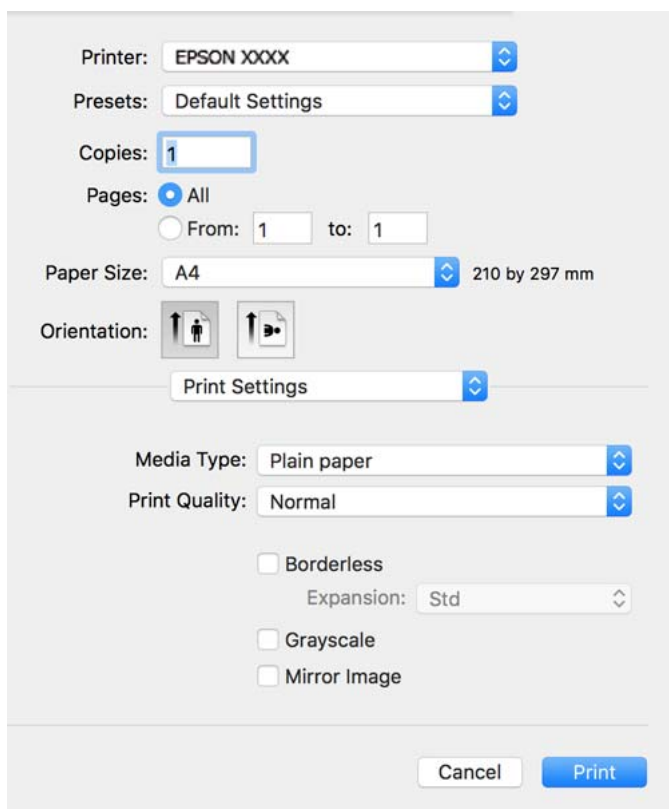 Printer: EPSON XXXX
Presets: Default Settings
Copies: 1
Pages: All
From: 1 to: 1
Paper Size: A4 210 by 297 mm
Orientation:
Print Settings
Media Type: Plain paper
Print Quality: Normal
Borderless
Expansion: Std
Grayscale
Mirror Image
Cancel Print